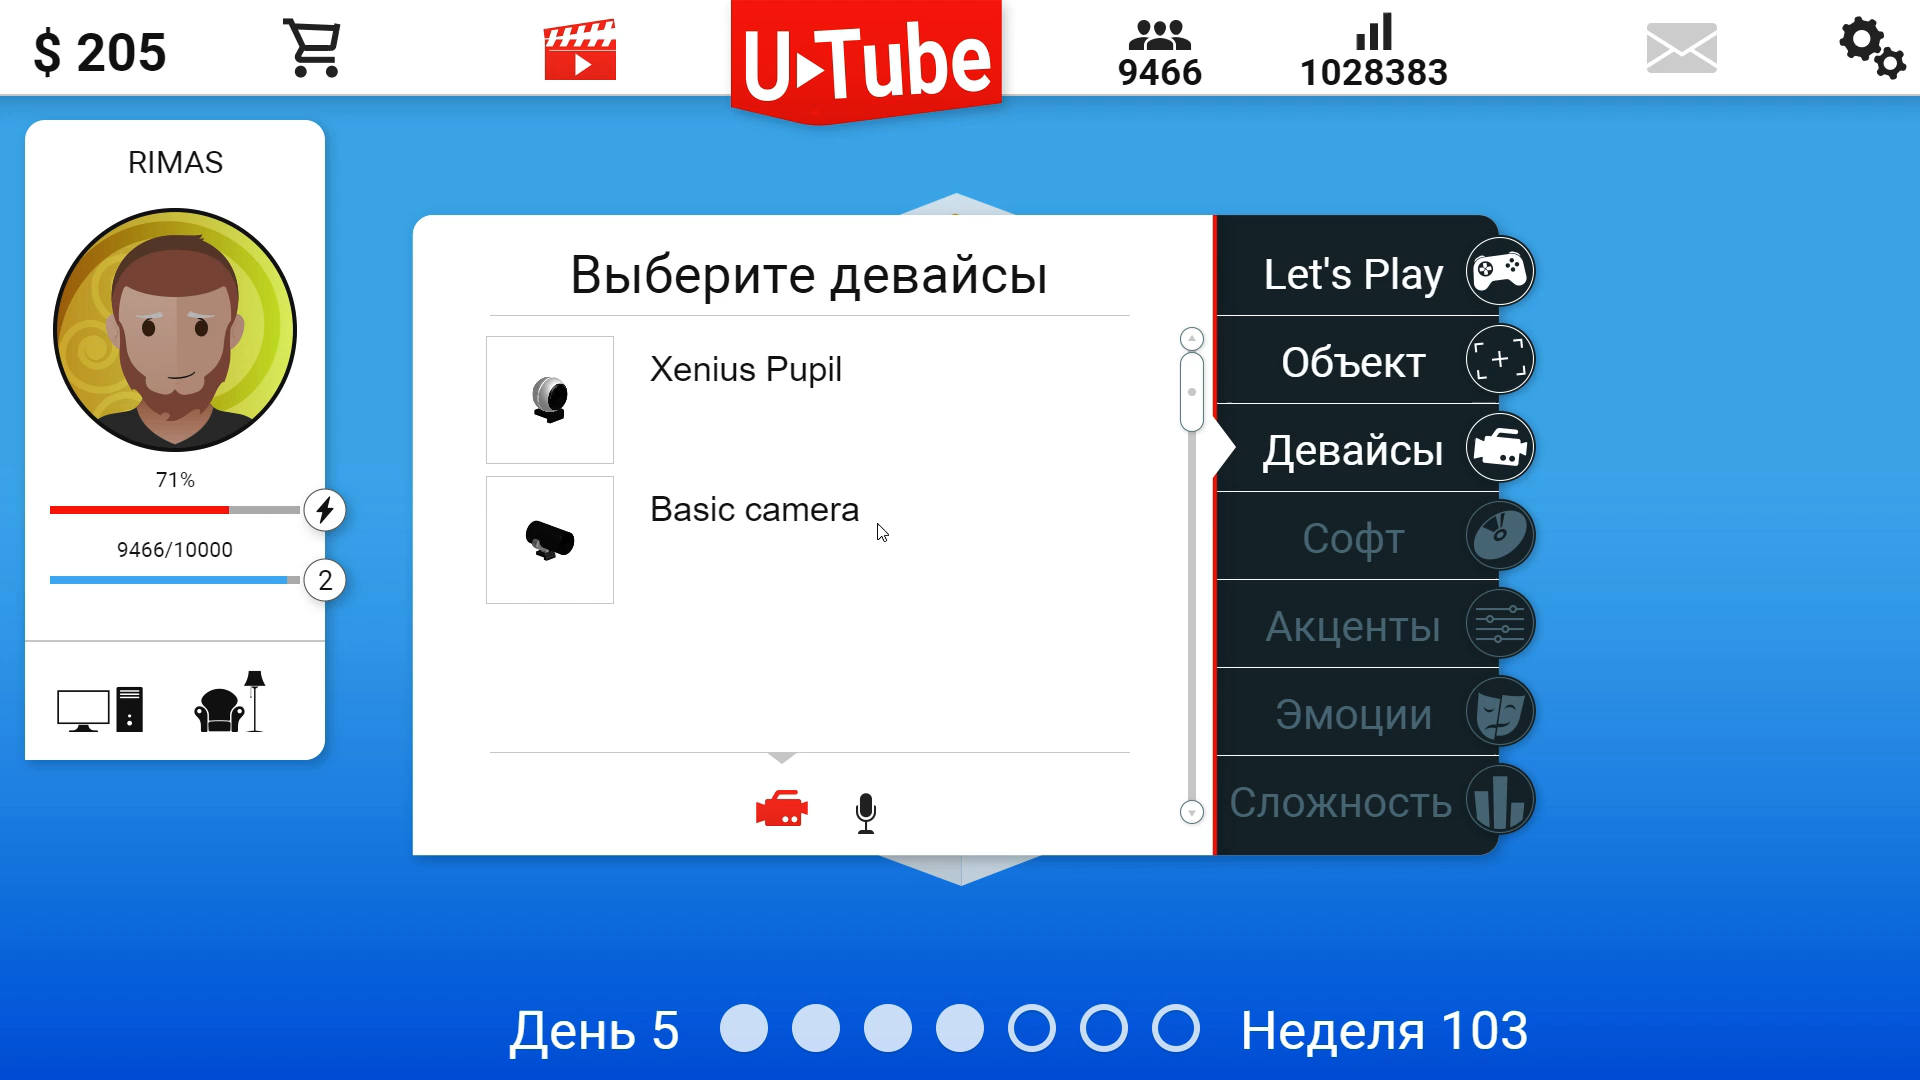 $ 205
U Tube
9466
1028383
RIMAS
71%
9466/10000
2
Выберите девайсы
Xenius Pupil
Basic camera
Let's Play
Объект
Девайсы
Софт
Акценты
Эмоции
Сложность
День 5
Неделя 103